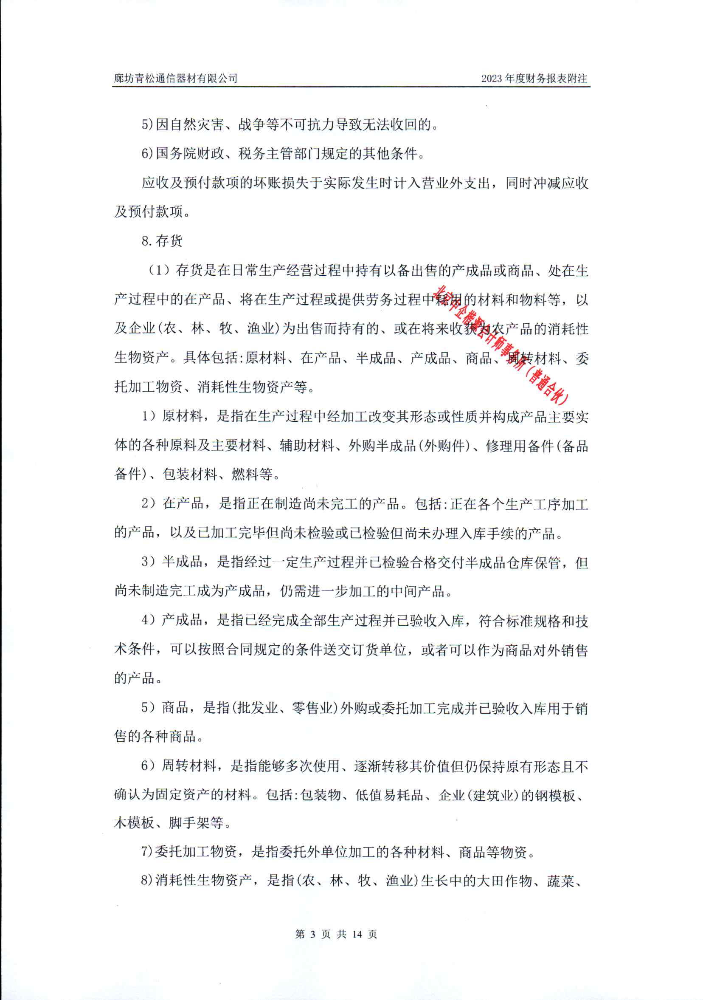 廊坊青松通信器材有限公司 2023 年度财务报表附注
5)因自然灾害、战争等不可抗力导致无法收回的。
6)国务院财政、税务主管部门规定的其他条件。
应收及预付款项的坏账损失于实际发生时计入营业外支出，同时冲减应收
及预付款项。
8.存货
（1）存货是在日常生产经营过程中持有以备出售的产成品或商品、处在生
产过程中的在产品、将在生产过程或提供劳务过程中耗用的材料和物料等，以
及企业(农、林、牧、渔业)为出售而持有的、或在将来收获为农产品的消耗性
生物资产。具体包括:原材料、在产品、半成品、产成品、商品、周转材料、委
托加工物资、消耗性生物资产等。
北京中企楷源会计师事务所（普通合伙）
1）原材料，是指在生产过程中经加工改变其形态或性质并构成产品主要实
体的各种原料及主要材料、辅助材料、外购半成品(外购件)、修理用备件(备品
备件)、包装材料、燃料等。
2）在产品，是指正在制造尚未完工的产品。包括:正在各个生产工序加工
的产品，以及已加工完毕但尚未检验或已检验但尚未办理入库手续的产品。
3）半成品，是指经过一定生产过程并已检验合格交付半成品仓库保管，但
尚未制造完工成为产成品，仍需进一步加工的中间产品。
4）产成品，是指已经完成全部生产过程并已验收入库，符合标准规格和技
术条件，可以按照合同规定的条件送交订货单位，或者可以作为商品对外销售
的产品。
5）商品，是指(批发业、零售业)外购或委托加工完成并已验收入库用于销
售的各种商品。
6）周转材料，是指能够多次使用、逐渐转移其价值但仍保持原有形态且不
确认为固定资产的材料。包括:包装物、低值易耗品、企业(建筑业)的钢模板、
木模板、脚手架等。
7)委托加工物资，是指委托外单位加工的各种材料、商品等物资。
8)消耗性生物资产，是指(农、林、牧、渔业)生长中的大田作物、蔬菜、
第 3 页 共 14 页